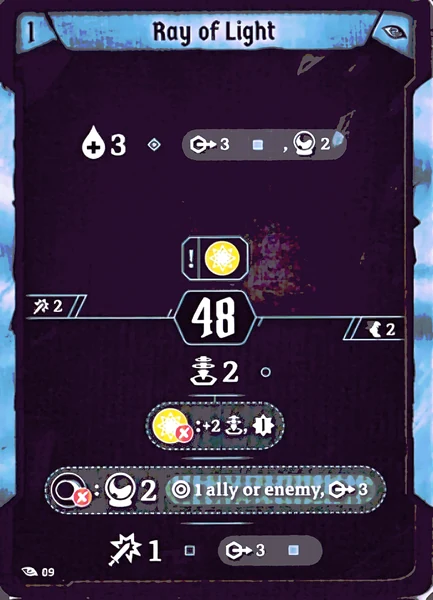 1 Ray of Light
3 3 , 2
!
2 48 2
2
:+2 , 1
: 2 1 ally or enemy, 3
1 3
09